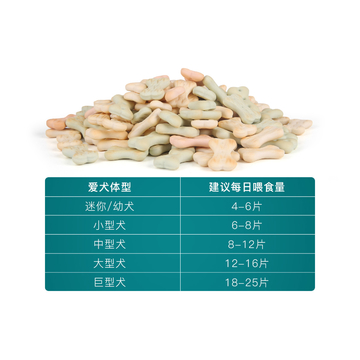 爱犬体型 建议每日喂食量
迷你/幼犬 4-6片
小型犬 6-8片
中型犬 8-12片
大型犬 12-16片
巨型犬 18-25片